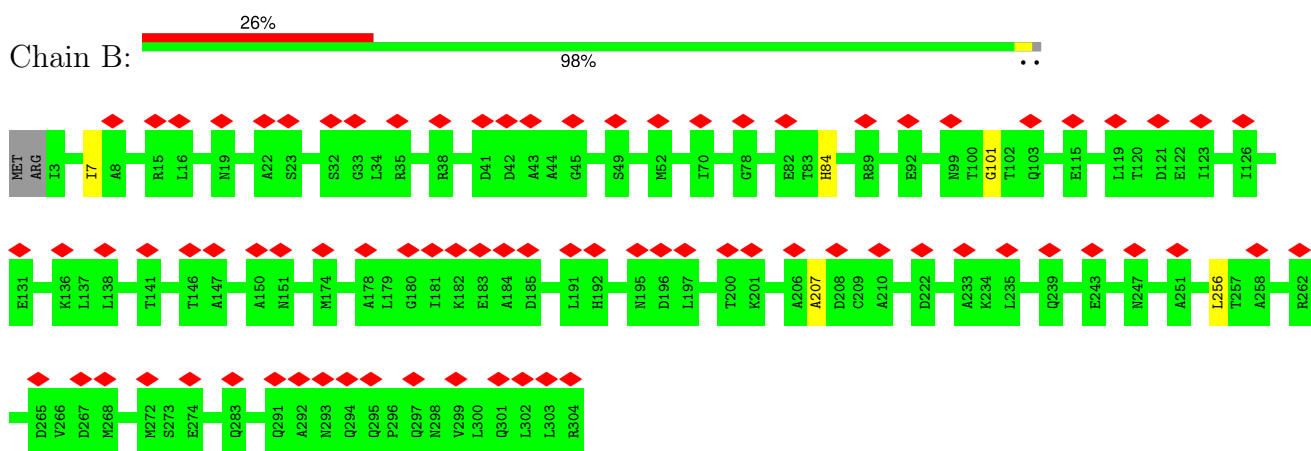 26%
Chain B:
98%
. .
MET ARG I3 I7 A8 R15 L16 N19 A22 S23 S32 G33 L34 R35 R38 D41 D42 A43 A44 G45 S49 M52 I70 G78 E82 T83 H84 R89 E92 N99 T100 G101 T102 Q103 E115 L119 T120 D121 E122 I123 I126
E131 K136 L137 L138 T141 T146 A147 A150 N151 M174 A178 L179 G180 I181 K182 E183 A184 D185 L191 H192 N195 D196 L197 T200 K201 A206 A207 D208 C209 A210 D222 A233 K234 L235 Q239 E243 N247 A251 L256 T257 A258 R262
D265 V266 D267 M268 M272 S273 E274 Q283 Q291 A292 N293 Q294 Q295 P296 Q297 N298 V299 L300 Q301 L302 L303 R304